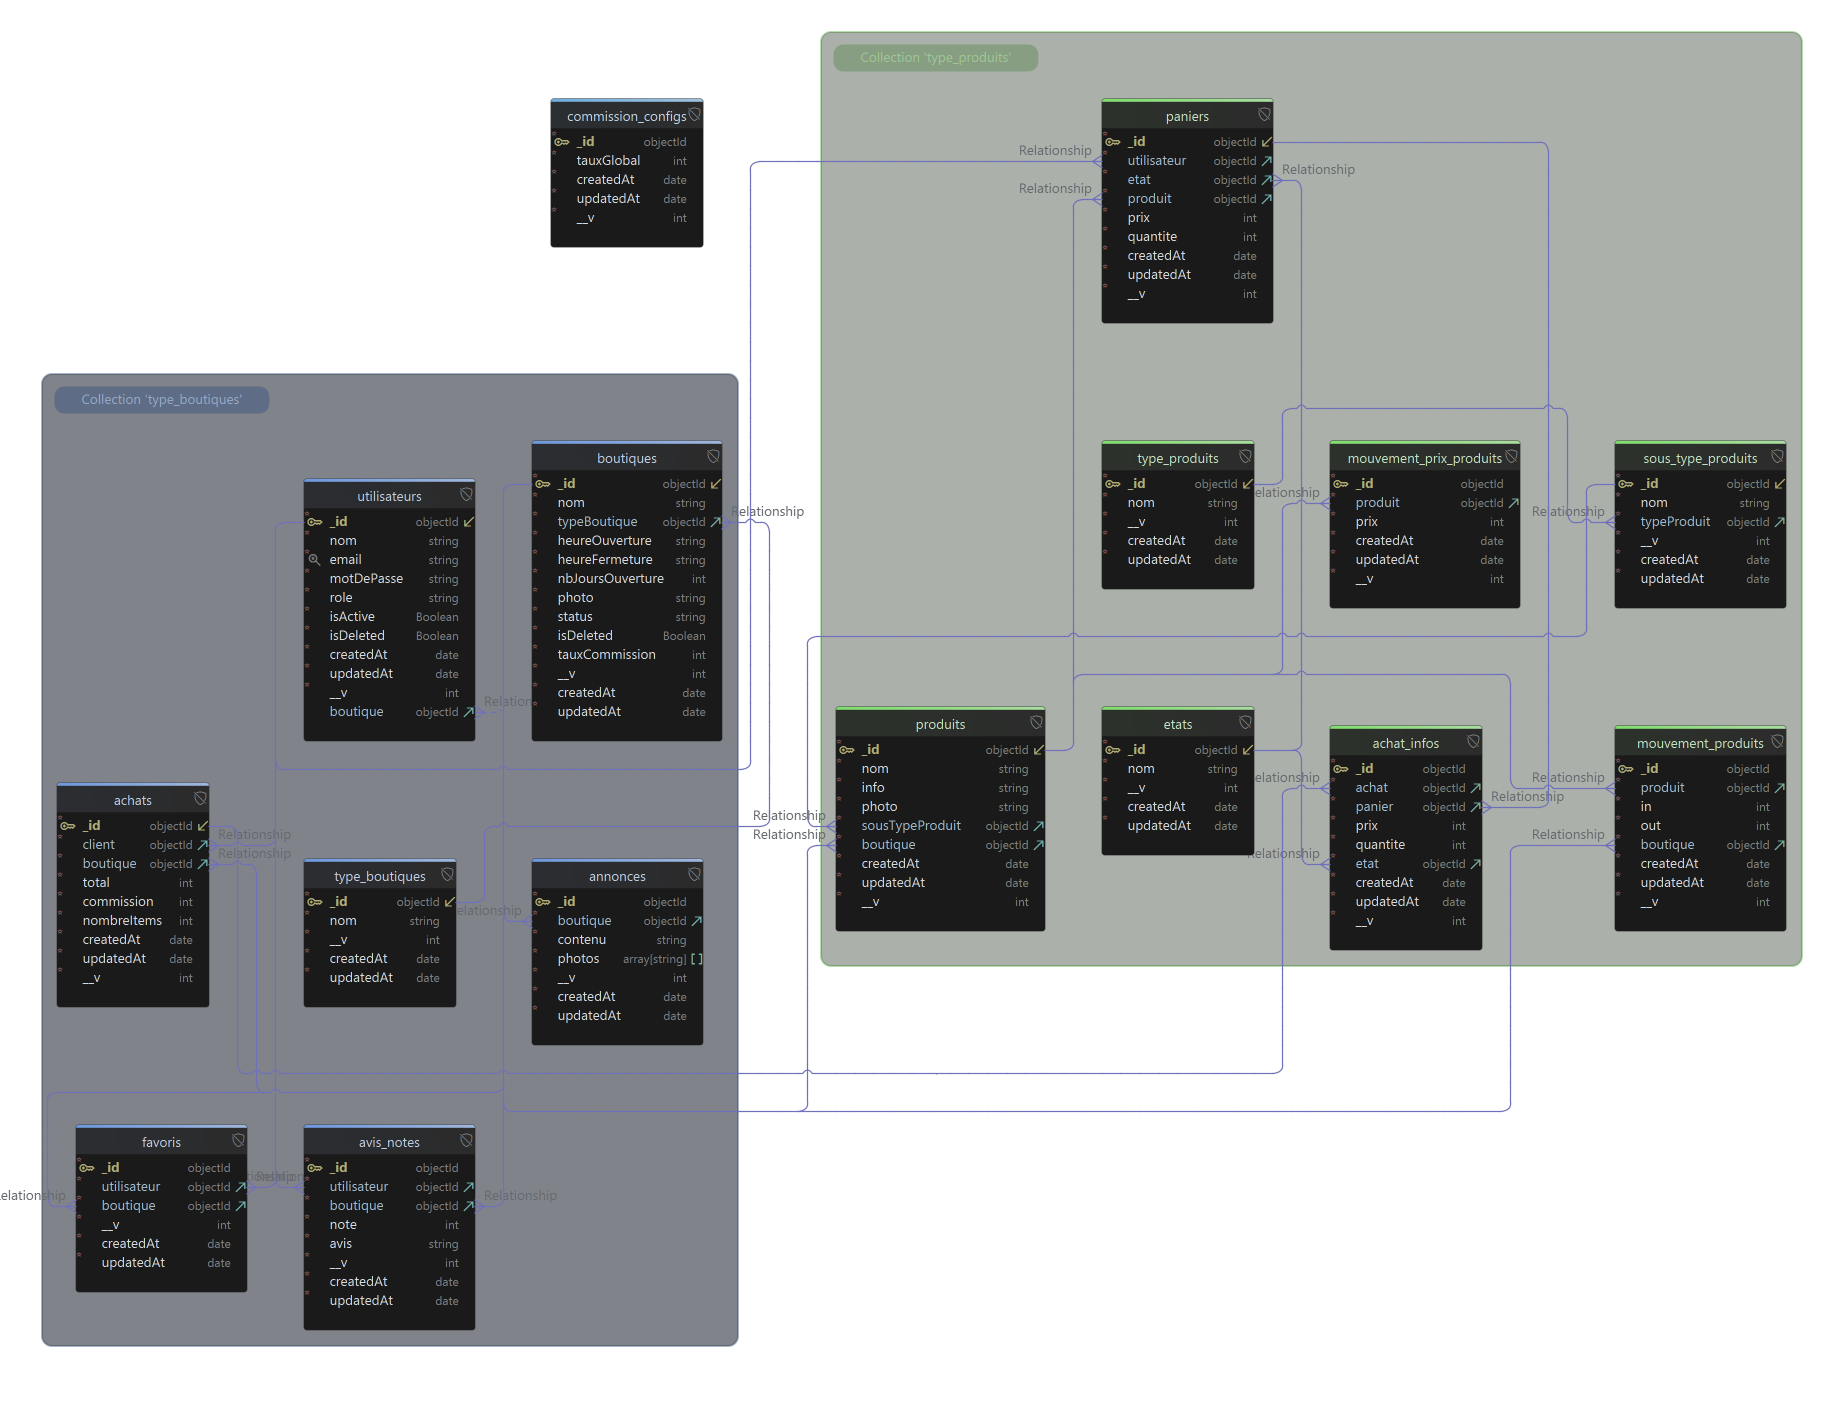 Collection 'type_produits'
commission_configs
_id objectId
tauxGlobal int
createdAt date
updatedAt date
__v int
paniers
_id objectId
utilisateur objectId
etat objectId
produit objectId
prix int
quantite int
createdAt date
updatedAt date
__v int
Relationship
Relationship
Relationship
Collection 'type_boutiques'
utilisateurs
_id objectId
nom string
email string
motDePasse string
role string
isActive Boolean
isDeleted Boolean
createdAt date
updatedAt date
__v int
boutique objectId
Relation
boutiques
_id objectId
nom string
typeBoutique objectId
heureOuverture string
heureFermeture string
nbJoursOuverture int
photo string
status string
isDeleted Boolean
tauxCommission int
__v int
createdAt date
updatedAt date
Relationship
type_produits
_id objectId
nom string
__v int
createdAt date
updatedAt date
elationship
mouvement_prix_produits
_id objectId
produit objectId
prix int
createdAt date
updatedAt date
__v int
Relationship
sous_type_produits
_id objectId
nom string
typeProduit objectId
__v int
createdAt date
updatedAt date
achats
_id objectId
client objectId
boutique objectId
total int
commission int
nombreItems int
createdAt date
updatedAt date
__v int
Relationship
Relationship
type_boutiques
_id objectId
nom string
__v int
createdAt date
updatedAt date
elationship
annonces
_id objectId
boutique objectId
contenu string
photos array[string] []
__v int
createdAt date
updatedAt date
Relationship
Relationship
produits
_id objectId
nom string
info string
photo string
sousTypeProduit objectId
boutique objectId
createdAt date
updatedAt date
__v int
etats
_id objectId
nom string
__v int
createdAt date
updatedAt date
elationship
elationship
achat_infos
_id objectId
achat objectId
panier objectId
prix int
quantite int
etat objectId
createdAt date
updatedAt date
__v int
Relationship
Relationship
Relationship
mouvement_produits
_id objectId
produit objectId
in int
out int
boutique objectId
createdAt date
updatedAt date
__v int
favoris
_id objectId
utilisateur objectId
boutique objectId
__v int
createdAt date
updatedAt date
elationship
avis_notes
_id objectId
utilisateur objectId
boutique objectId
note int
avis string
__v int
createdAt date
updatedAt date
Relationship